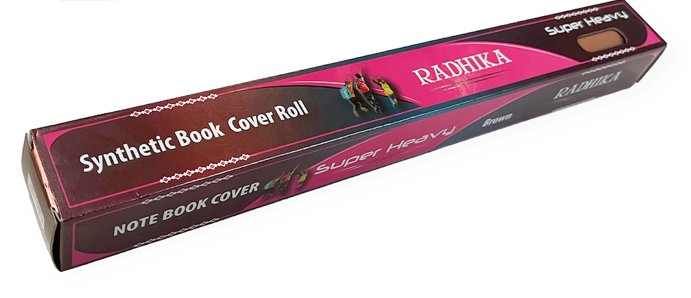 Synthetic Book Cover Roll
RADHIKA
Super Heavy
NOTE BOOK COVER
Super Heavy
Brown
RADHIKA